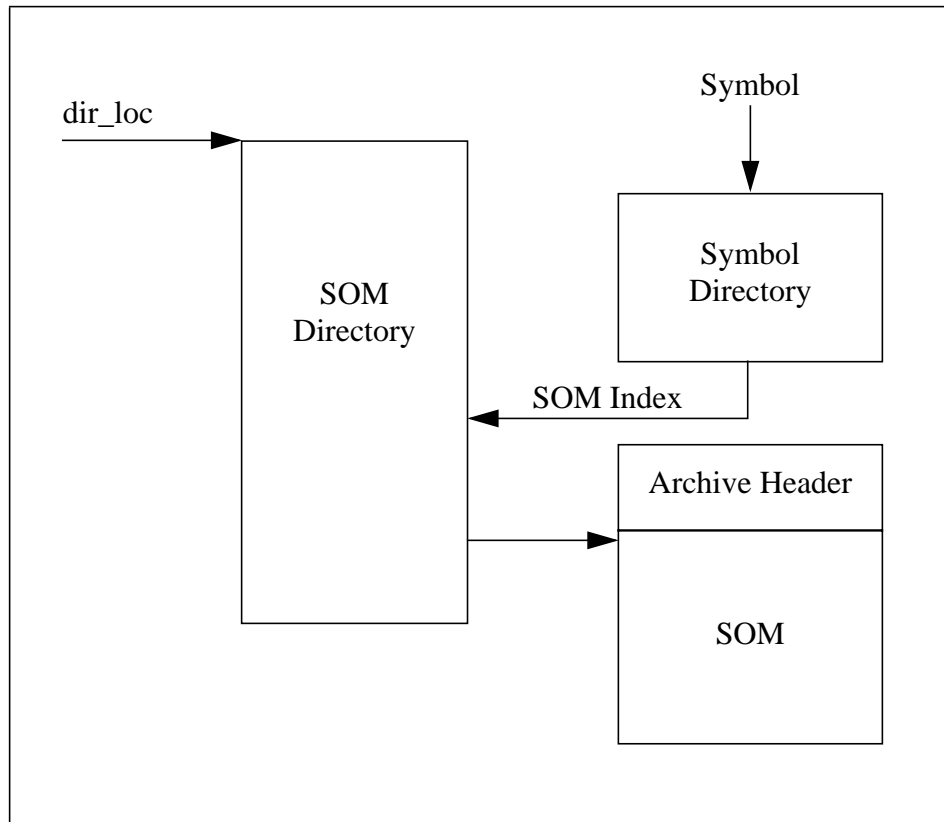 dir_loc
Symbol
SOM
Directory
Symbol
Directory
SOM Index
Archive Header
SOM